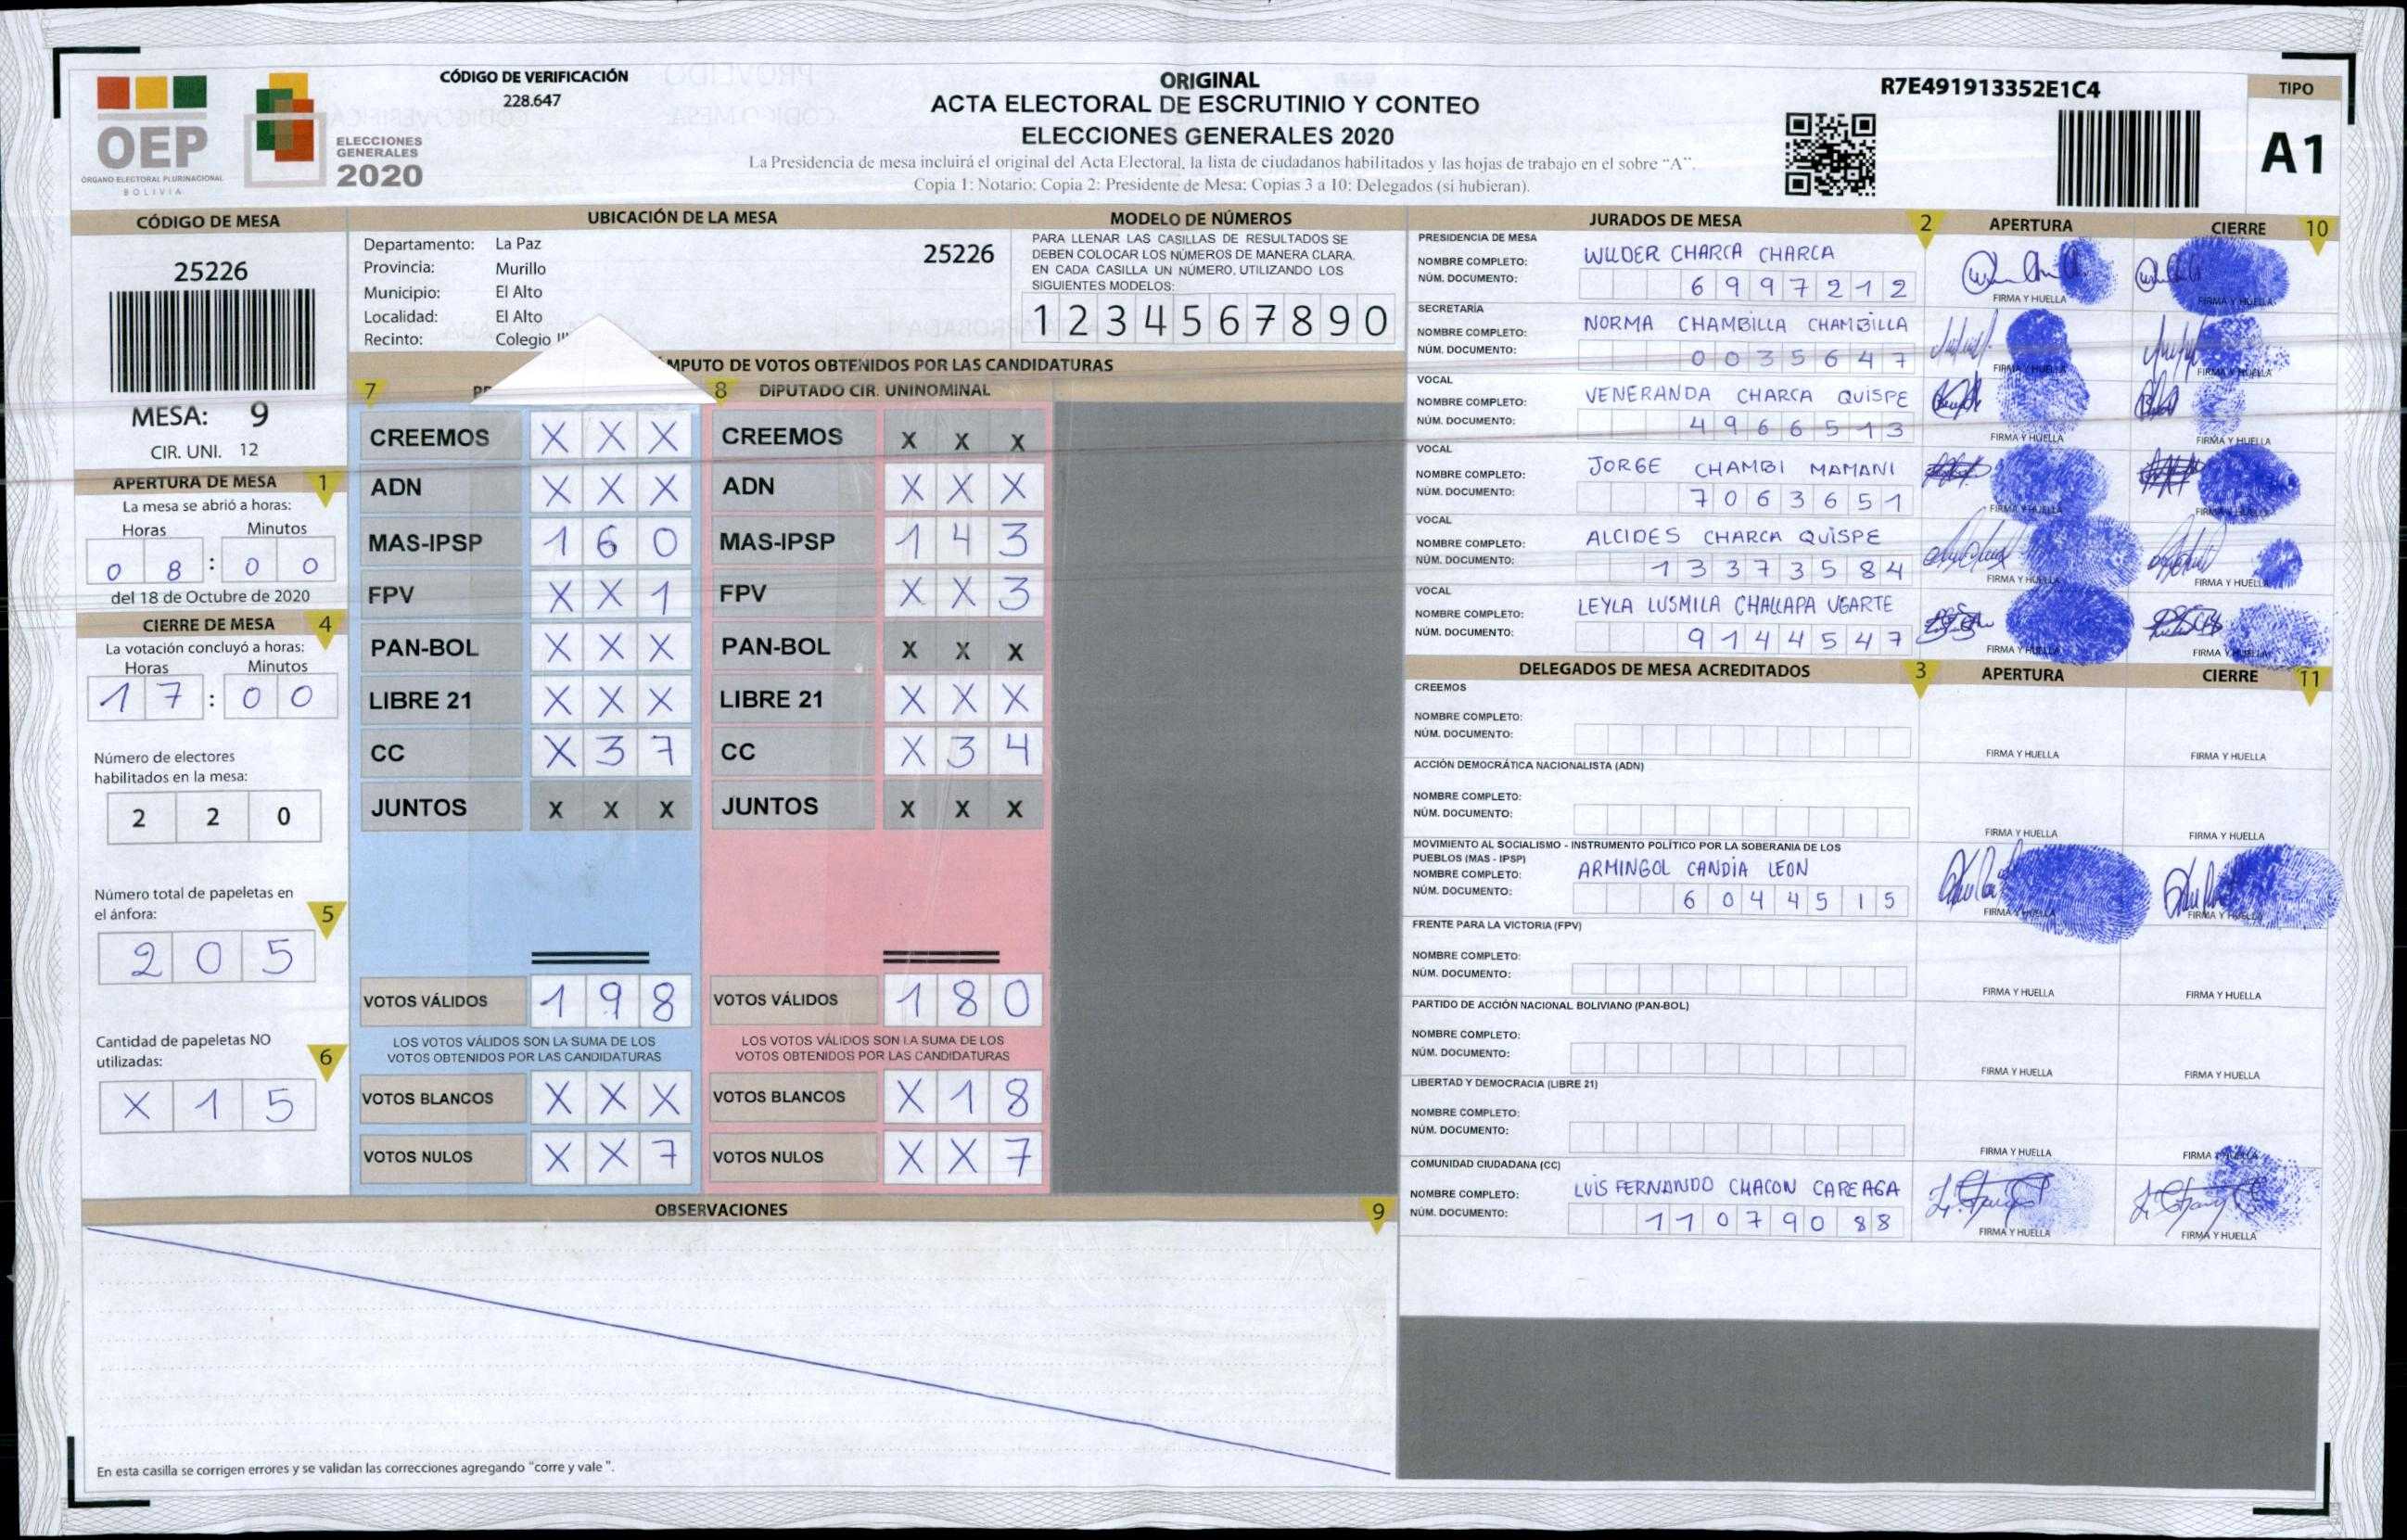 CÓDIGO DE VERIFICACIÓN
228.647
ORIGINAL
ACTA ELECTORAL DE ESCRUTINIO Y CONTEO
ELECCIONES GENERALES 2020
La Presidencia de mesa incluirá el original del Acta Electoral, la lista de ciudadanos habilitados y las hojas de trabajo en el sobre "A".
Copia 1: Notario; Copia 2: Presidente de Mesa; Copias 3 a 10: Delegados (si hubieran).
R7E491913352E1C4
TIPO
A1
OEP
ÓRGANO ELECTORAL PLURINACIONAL
BOLIVIA
ELECCIONES
GENERALES
2020
CÓDIGO DE MESA
25226
MESA: 9
CIR. UNI. 12
APERTURA DE MESA 1
La mesa se abrió a horas:
Horas Minutos
0 8 : 0 0
del 18 de Octubre de 2020
CIERRE DE MESA 4
La votación concluyó a horas:
Horas Minutos
1 7 : 0 0
Número de electores
habilitados en la mesa:
2 2 0
Número total de papeletas en
el ánfora: 5
2 0 5
Cantidad de papeletas NO
utilizadas: 6
X 1 5
UBICACIÓN DE LA MESA
Departamento: La Paz 25226
Provincia: Murillo
Municipio: El Alto
Localidad: El Alto
Recinto: Colegio
MODELO DE NÚMEROS
PARA LLENAR LAS CASILLAS DE RESULTADOS SE
DEBEN COLOCAR LOS NÚMEROS DE MANERA CLARA.
EN CADA CASILLA UN NÚMERO, UTILIZANDO LOS
SIGUIENTES MODELOS:
1 2 3 4 5 6 7 8 9 0
MPUTO DE VOTOS OBTENIDOS POR LAS CANDIDATURAS
7 8 DIPUTADO CIR. UNINOMINAL
CREEMOS X X X CREEMOS X X X
ADN X X X ADN X X X
MAS-IPSP 1 6 0 MAS-IPSP 1 4 3
FPV X X 1 FPV X X 3
PAN-BOL X X X PAN-BOL X X X
LIBRE 21 X X X LIBRE 21 X X X
CC X 3 7 CC X 3 4
JUNTOS X X X JUNTOS X X X
VOTOS VÁLIDOS 1 9 8 VOTOS VÁLIDOS 1 8 0
LOS VOTOS VÁLIDOS SON LA SUMA DE LOS LOS VOTOS VÁLIDOS SON LA SUMA DE LOS
VOTOS OBTENIDOS POR LAS CANDIDATURAS VOTOS OBTENIDOS POR LAS CANDIDATURAS
VOTOS BLANCOS X X X VOTOS BLANCOS X 1 8
VOTOS NULOS X X 7 VOTOS NULOS X X 7
OBSERVACIONES 9
En esta casilla se corrigen errores y se validan las correcciones agregando "corre y vale".
JURADOS DE MESA 2 APERTURA CIERRE 10
PRESIDENCIA DE MESA
NOMBRE COMPLETO: WILDER CHARCA CHARCA
NÚM. DOCUMENTO: 6 9 9 7 2 1 2
FIRMA Y HUELLA FIRMA Y HUELLA
SECRETARÍA
NOMBRE COMPLETO: NORMA CHAMBILLA CHAMBILLA
NÚM. DOCUMENTO: 0 0 3 5 6 4 7
FIRMA Y HUELLA FIRMA Y HUELLA
VOCAL
NOMBRE COMPLETO: VENERANDA CHARCA QUISPE
NÚM. DOCUMENTO: 4 9 6 6 5 1 3
FIRMA Y HUELLA FIRMA Y HUELLA
VOCAL
NOMBRE COMPLETO: JORGE CHAMBI MAMANI
NÚM. DOCUMENTO: 7 0 6 3 6 5 1
FIRMA Y HUELLA FIRMA Y HUELLA
VOCAL
NOMBRE COMPLETO: ALCIDES CHARCA QUISPE
NÚM. DOCUMENTO: 1 3 3 7 3 5 8 4
FIRMA Y HUELLA FIRMA Y HUELLA
VOCAL
NOMBRE COMPLETO: LEYLA LUSMILA CHALLAPA UGARTE
NÚM. DOCUMENTO: 9 1 4 4 5 4 7
FIRMA Y HUELLA FIRMA Y HUELLA
DELEGADOS DE MESA ACREDITADOS 3 APERTURA CIERRE 11
CREEMOS
NOMBRE COMPLETO:
NÚM. DOCUMENTO:
FIRMA Y HUELLA FIRMA Y HUELLA
ACCIÓN DEMOCRÁTICA NACIONALISTA (ADN)
NOMBRE COMPLETO:
NÚM. DOCUMENTO:
FIRMA Y HUELLA FIRMA Y HUELLA
MOVIMIENTO AL SOCIALISMO - INSTRUMENTO POLÍTICO POR LA SOBERANIA DE LOS
PUEBLOS (MAS - IPSP)
NOMBRE COMPLETO: ARMINGOL CANDIA LEON
NÚM. DOCUMENTO: 6 0 4 4 5 1 5
FIRMA Y HUELLA FIRMA Y HUELLA
FRENTE PARA LA VICTORIA (FPV)
NOMBRE COMPLETO:
NÚM. DOCUMENTO:
FIRMA Y HUELLA FIRMA Y HUELLA
PARTIDO DE ACCIÓN NACIONAL BOLIVIANO (PAN-BOL)
NOMBRE COMPLETO:
NÚM. DOCUMENTO:
FIRMA Y HUELLA FIRMA Y HUELLA
LIBERTAD Y DEMOCRACIA (LIBRE 21)
NOMBRE COMPLETO:
NÚM. DOCUMENTO:
FIRMA Y HUELLA FIRMA Y HUELLA
COMUNIDAD CIUDADANA (CC)
NOMBRE COMPLETO: LUIS FERNANDO CHACON CAREAGA
NÚM. DOCUMENTO: 1 1 0 7 9 0 8 8
FIRMA Y HUELLA FIRMA Y HUELLA